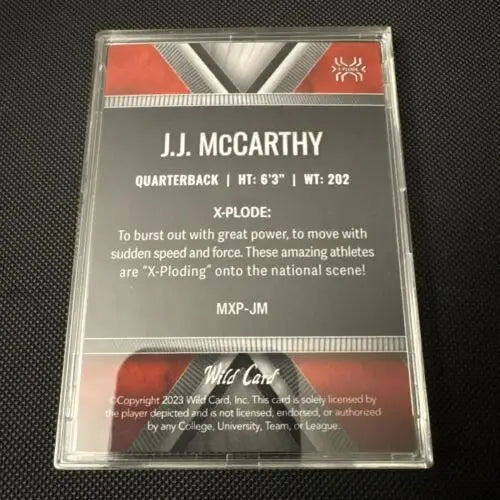 X-PLODE
J.J. McCARTHY
QUARTERBACK | HT: 6'3" | WT: 202
X-PLODE:
To burst out with great power, to move with
sudden speed and force. These amazing athletes
are "X-Ploding" onto the national scene!
MXP-JM
Wild Card
©Copyright 2023 Wild Card, Inc. This card is solely licensed by
the player depicted and is not licensed, endorsed, or authorized
by any College, University, Team, or League.